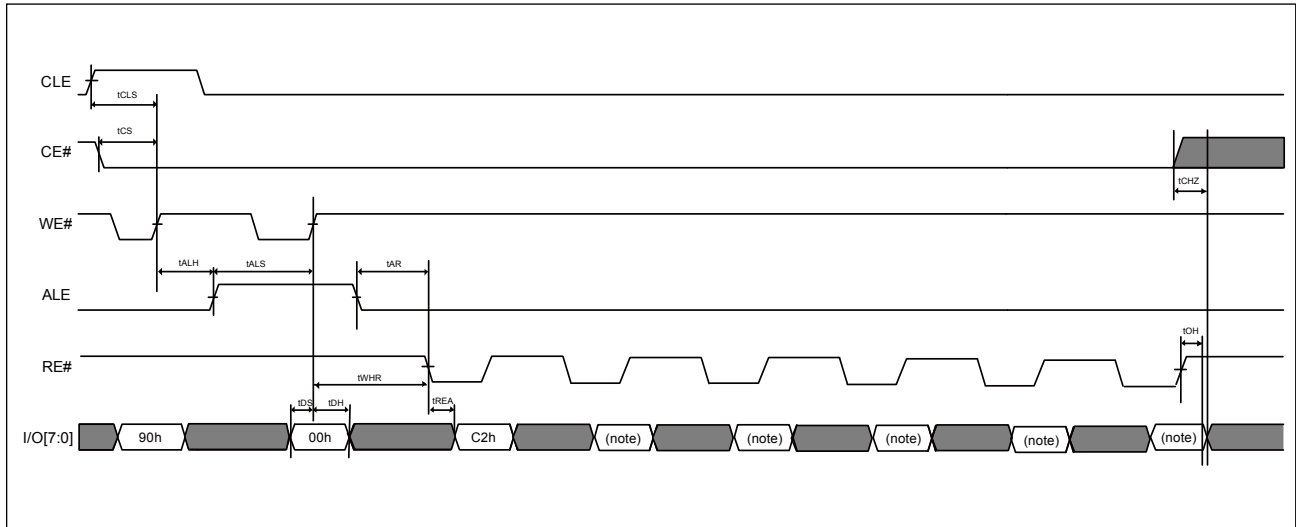 CLE
tCLS
tCS
CE#
tCHZ
WE#
tALH tALS tAR
ALE
tOH
RE#
tWHR
tDS tDH tREA
I/O[7:0] 90h 00h C2h (note) (note) (note) (note) (note)